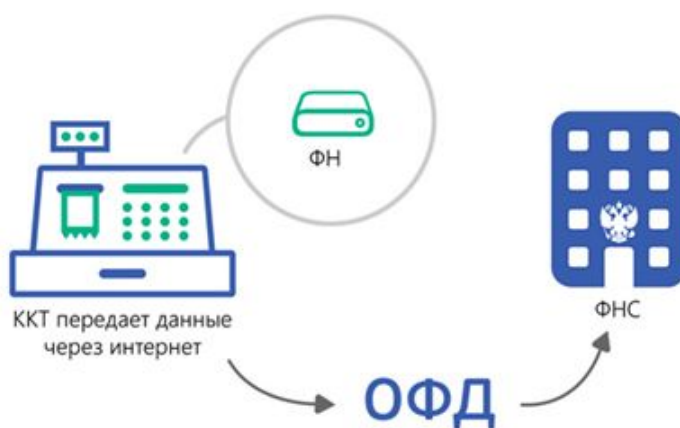 ФН
ККТ передает данные
через интернет
ФНС
ОФД